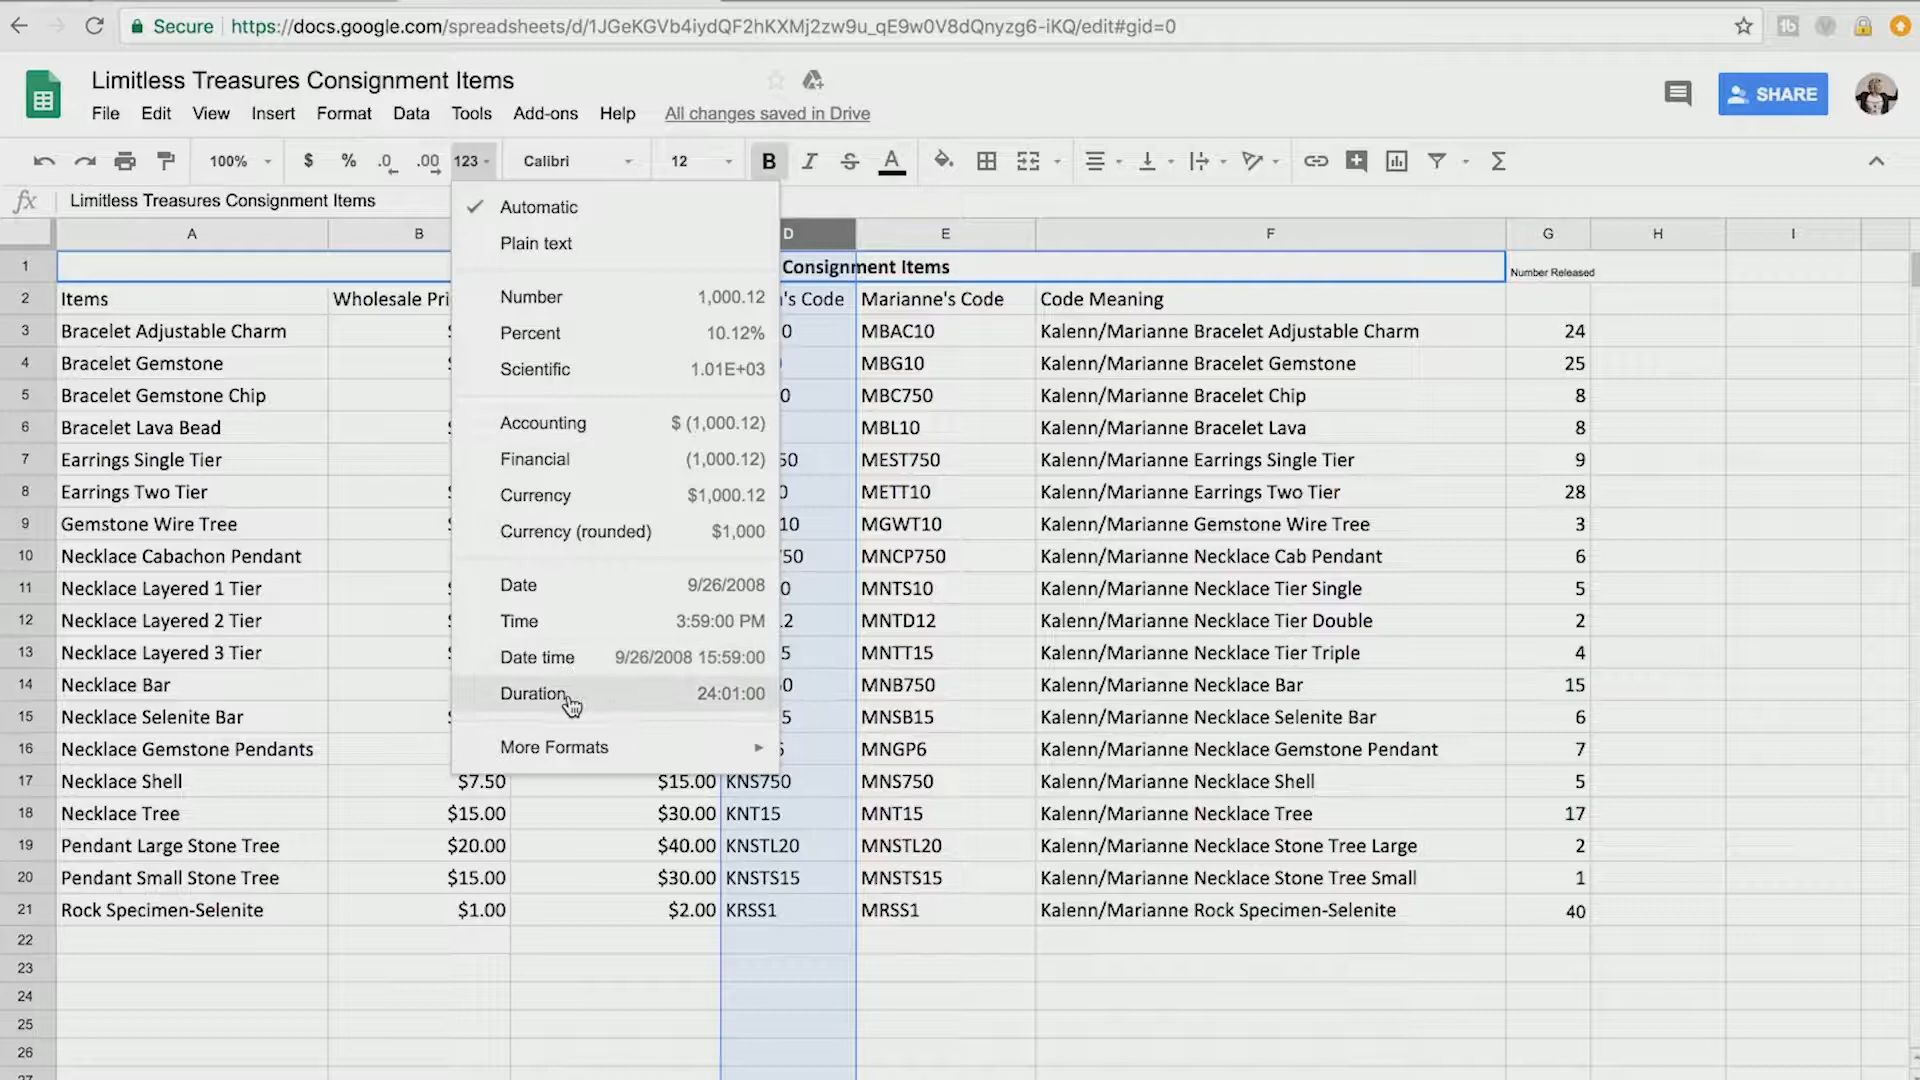 Secure https://docs.google.com/spreadsheets/d/1JGeKGVb4iydQF2hKXMj2zw9u_qE9w0V8dQnyzg6-iKQ/edit#gid=0
Limitless Treasures Consignment Items
File Edit View Insert Format Data Tools Add-ons Help All changes saved in Drive
SHARE
100% $ % .0 .00 123 Calibri 12 B I S A
fx Limitless Treasures Consignment Items
Automatic
Plain text
Number 1,000.12
Percent 10.12%
Scientific 1.01E+03
Accounting $ (1,000.12)
Financial (1,000.12)
Currency $1,000.12
Currency (rounded) $1,000
Date 9/26/2008
Time 3:59:00 PM
Date time 9/26/2008 15:59:00
Duration 24:01:00
More Formats
A B D E F G H I
1 Consignment Items Number Released
2 Items Wholesale Pri 's Code Marianne's Code Code Meaning
3 Bracelet Adjustable Charm 0 MBAC10 Kalenn/Marianne Bracelet Adjustable Charm 24
4 Bracelet Gemstone MBG10 Kalenn/Marianne Bracelet Gemstone 25
5 Bracelet Gemstone Chip 0 MBC750 Kalenn/Marianne Bracelet Chip 8
6 Bracelet Lava Bead MBL10 Kalenn/Marianne Bracelet Lava 8
7 Earrings Single Tier 50 MEST750 Kalenn/Marianne Earrings Single Tier 9
8 Earrings Two Tier 0 METT10 Kalenn/Marianne Earrings Two Tier 28
9 Gemstone Wire Tree 10 MGWT10 Kalenn/Marianne Gemstone Wire Tree 3
10 Necklace Cabachon Pendant 750 MNCP750 Kalenn/Marianne Necklace Cab Pendant 6
11 Necklace Layered 1 Tier 0 MNTS10 Kalenn/Marianne Necklace Tier Single 5
12 Necklace Layered 2 Tier 12 MNTD12 Kalenn/Marianne Necklace Tier Double 2
13 Necklace Layered 3 Tier 5 MNTT15 Kalenn/Marianne Necklace Tier Triple 4
14 Necklace Bar 0 MNB750 Kalenn/Marianne Necklace Bar 15
15 Necklace Selenite Bar 5 MNSB15 Kalenn/Marianne Necklace Selenite Bar 6
16 Necklace Gemstone Pendants MNGP6 Kalenn/Marianne Necklace Gemstone Pendant 7
17 Necklace Shell $7.50 $15.00 KNS750 MNS750 Kalenn/Marianne Necklace Shell 5
18 Necklace Tree $15.00 $30.00 KNT15 MNT15 Kalenn/Marianne Necklace Tree 17
19 Pendant Large Stone Tree $20.00 $40.00 KNSTL20 MNSTL20 Kalenn/Marianne Necklace Stone Tree Large 2
20 Pendant Small Stone Tree $15.00 $30.00 KNSTS15 MNSTS15 Kalenn/Marianne Necklace Stone Tree Small 1
21 Rock Specimen-Selenite $1.00 $2.00 KRSS1 MRSS1 Kalenn/Marianne Rock Specimen-Selenite 40
22
23
24
25
26
27